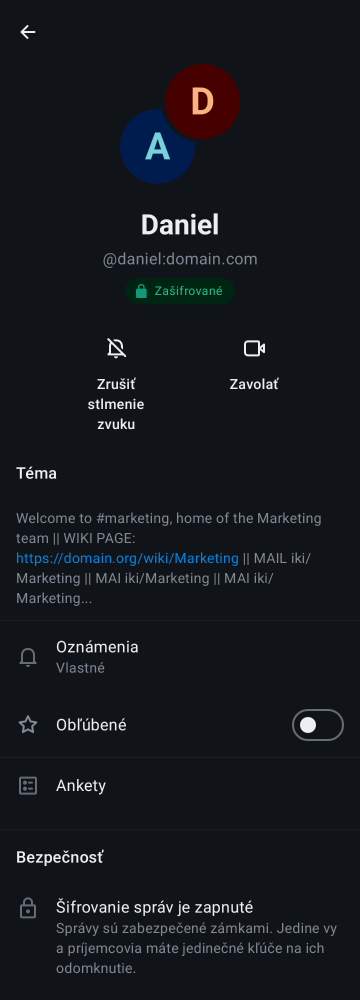 D
A
Daniel
@daniel:domain.com
Zašifrované
Zrušiť
stlmenie
zvuku
Zavolať
Téma
Welcome to #marketing, home of the Marketing
team || WIKI PAGE:
https://domain.org/wiki/Marketing || MAIL iki/
Marketing || MAI iki/Marketing || MAI iki/
Marketing...
Oznámenia
Vlastné
Obľúbené
Ankety
Bezpečnosť
Šifrovanie správ je zapnuté
Správy sú zabezpečené zámkami. Jedine vy
a príjemcovia máte jedinečné kľúče na ich
odomknutie.